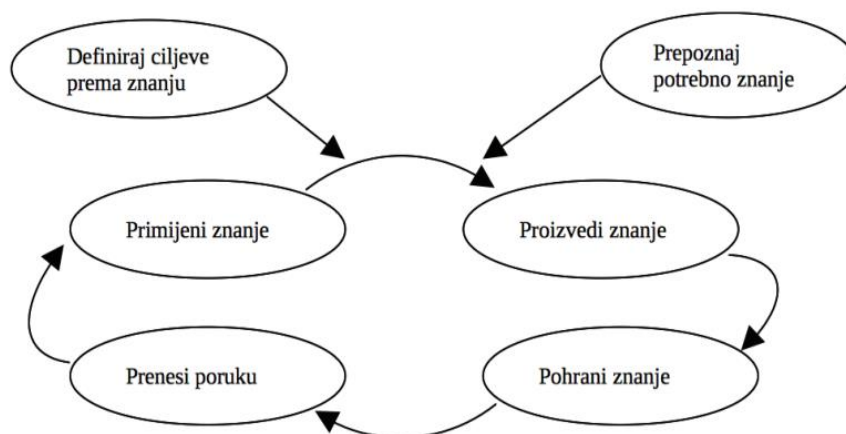 Definiraj ciljeve
prema znanju
Prepoznaj
potrebno znanje
Primijeni znanje
Proizvedi znanje
Prenesi poruku
Pohrani znanje